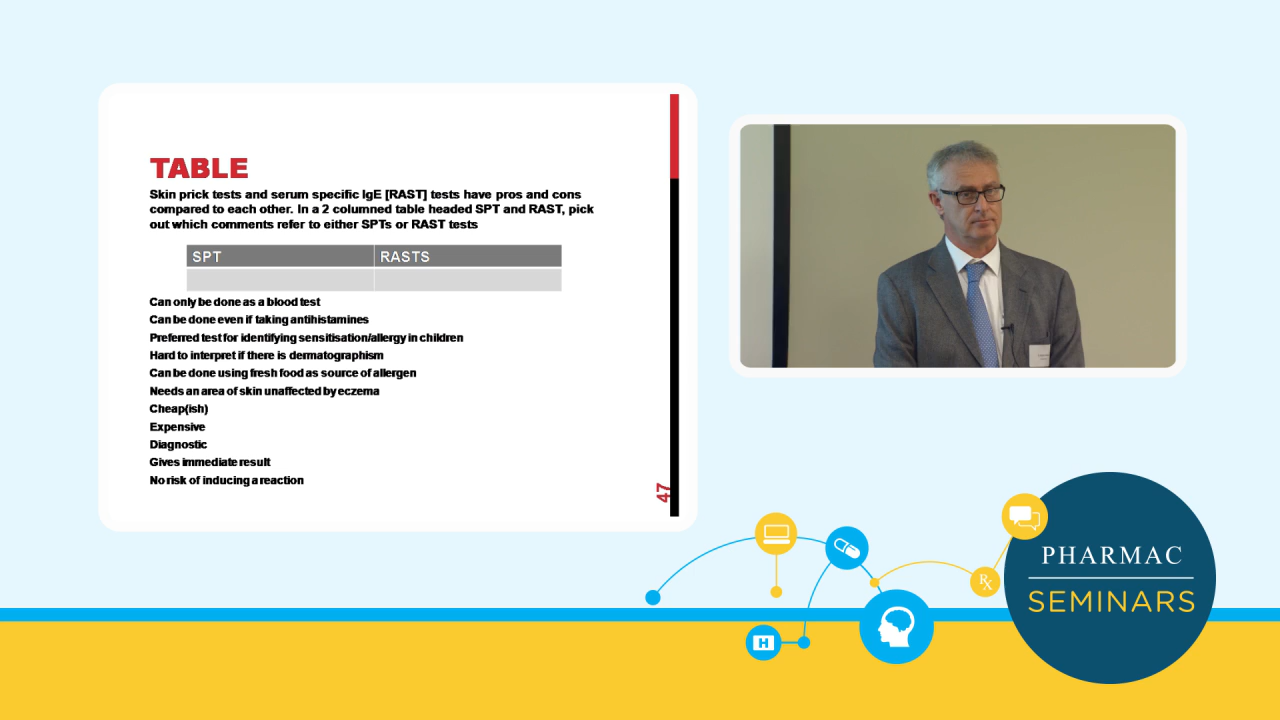 TABLE
Skin prick tests and serum specific IgE [RAST] tests have pros and cons
compared to each other. In a 2 columned table headed SPT and RAST, pick
out which comments refer to either SPTs or RAST tests
SPT RASTS
Can only be done as a blood test
Can be done even if taking antihistamines
Preferred test for identifying sensitisation/allergy in children
Hard to interpret if there is dermatographism
Can be done using fresh food as source of allergen
Needs an area of skin unaffected by eczema
Cheap(ish)
Expensive
Diagnostic
Gives immediate result
No risk of inducing a reaction
47
H
Rx
PHARMAC
SEMINARS